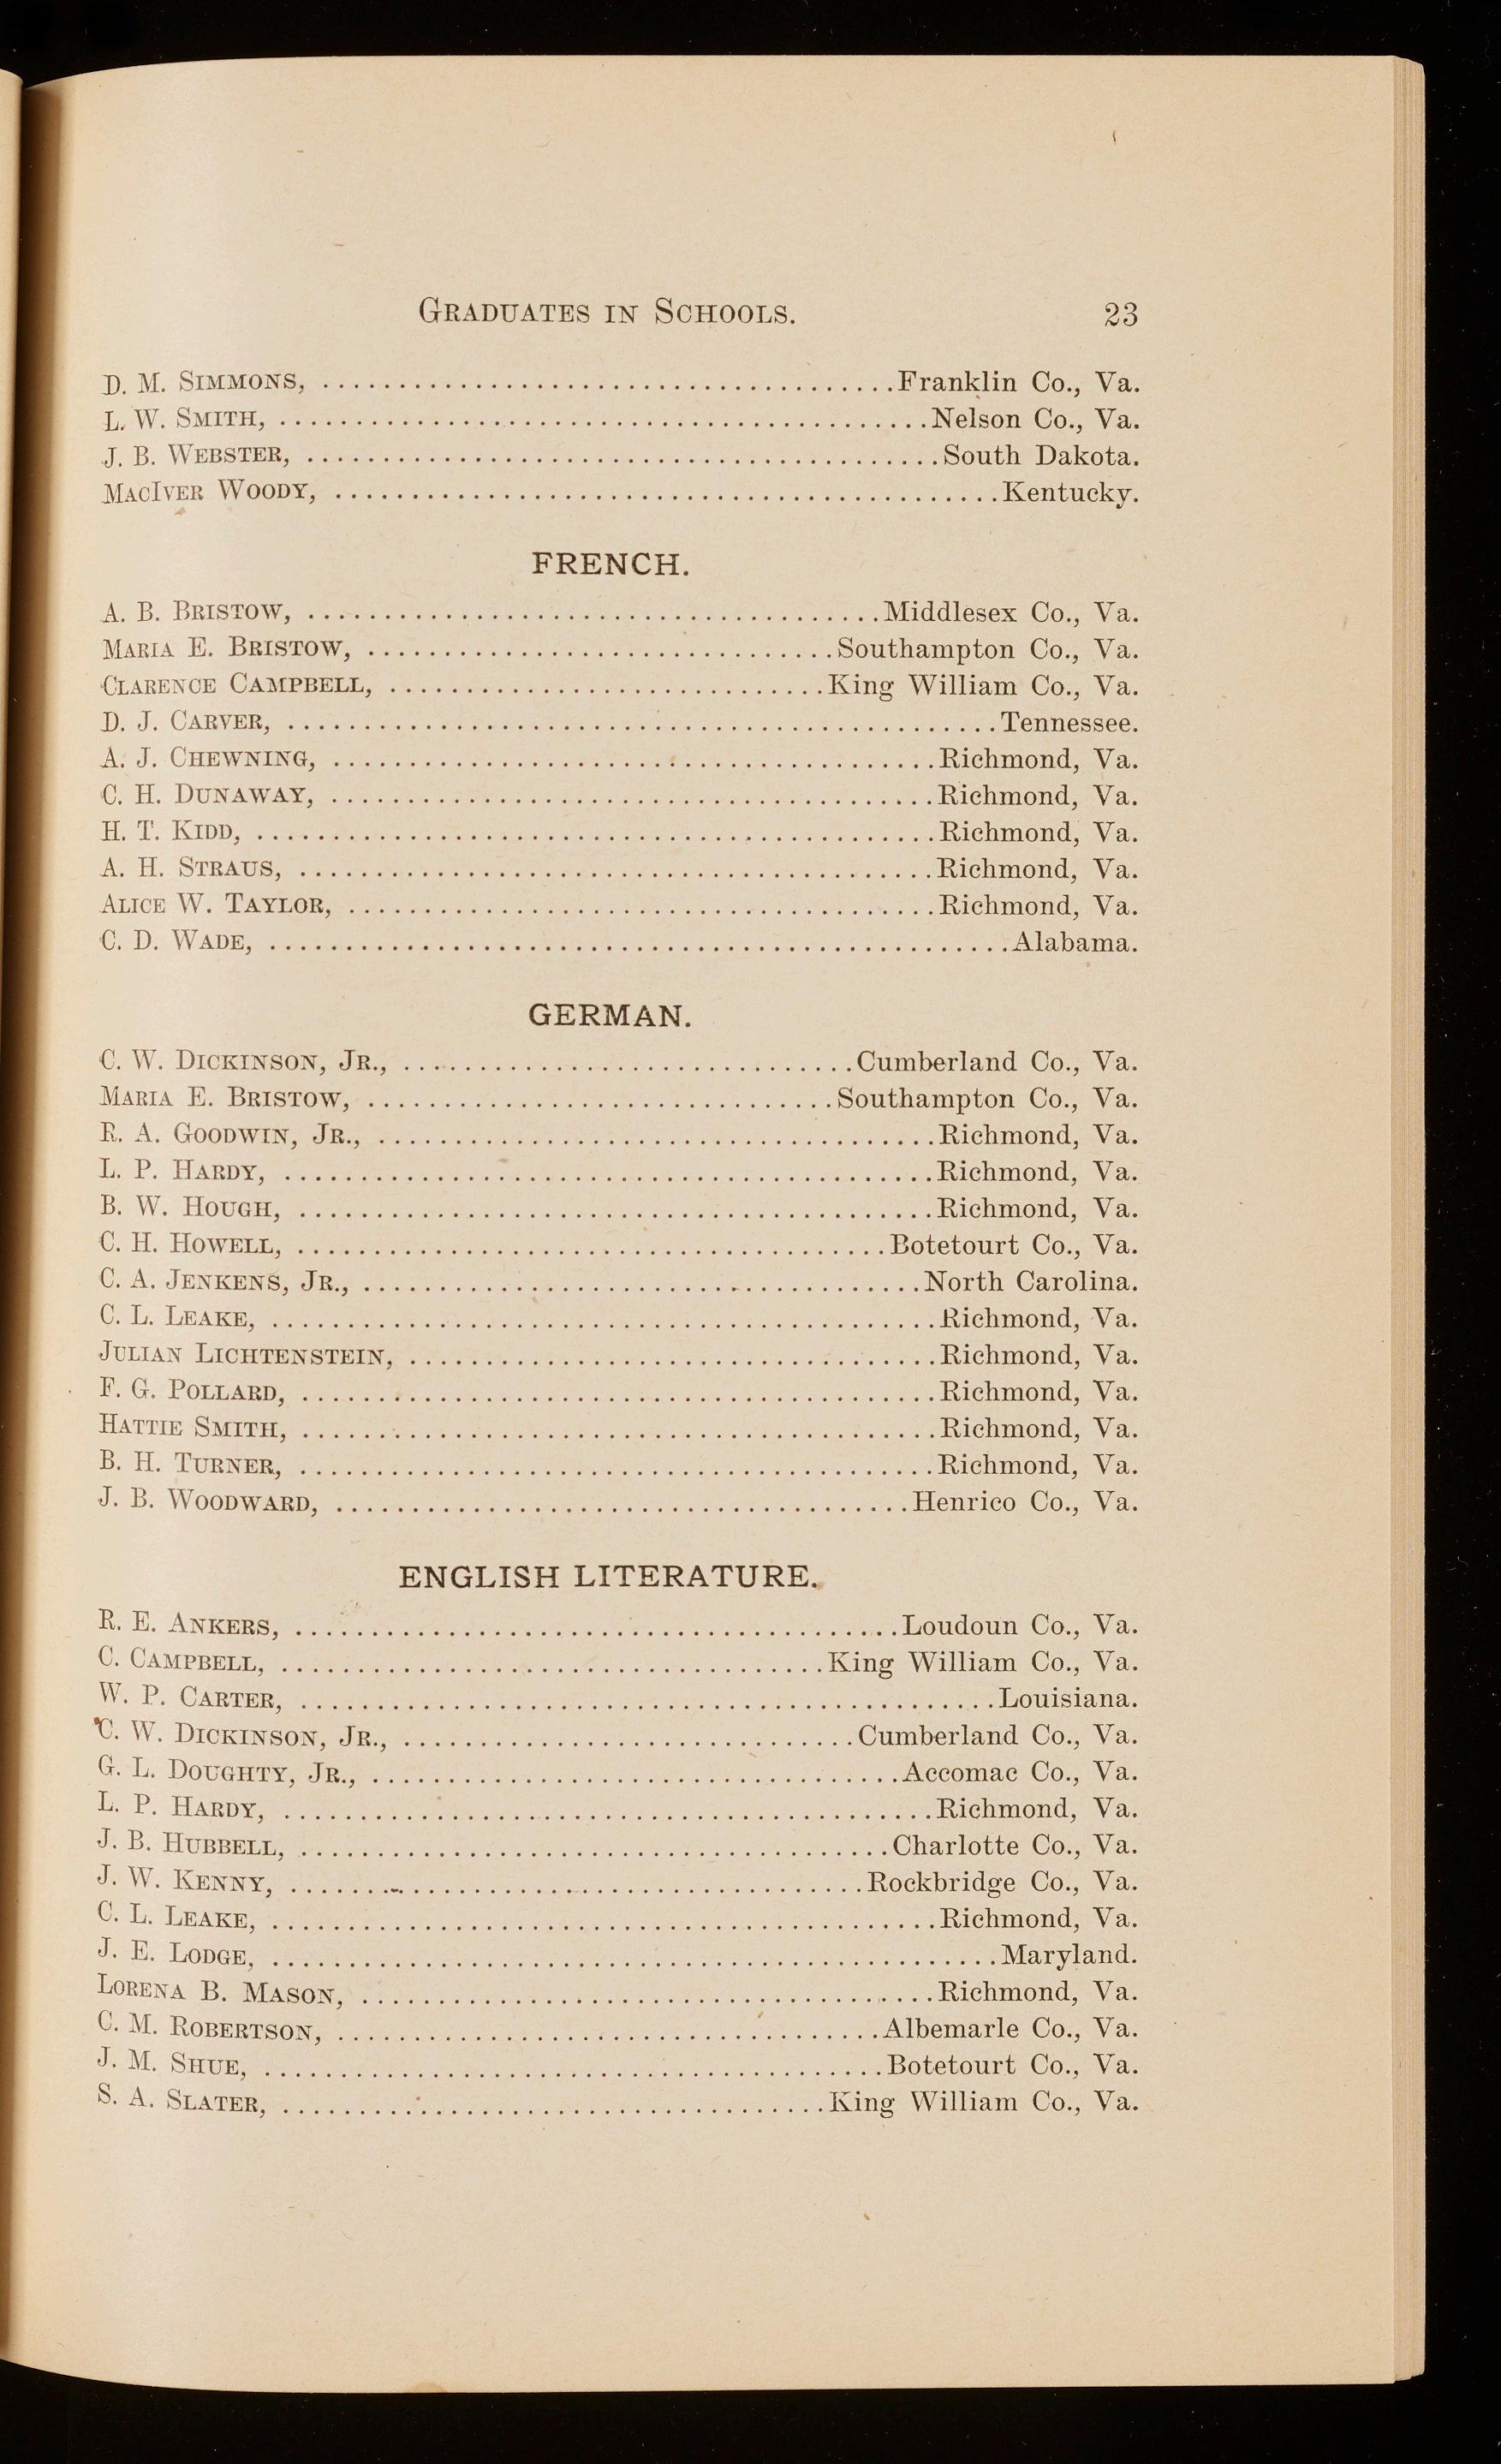 GRADUATES IN SCHOOLS. 23
D. M. SIMMONS, ........................................Franklin Co., Va.
L. W. SMITH, ...........................................Nelson Co., Va.
J. B. WEBSTER, ..........................................South Dakota.
MACIVER WOODY, ............................................Kentucky.
FRENCH.
A. B. BRISTOW, ......................................Middlesex Co., Va.
MARIA E. BRISTOW, ...............................Southampton Co., Va.
CLARENCE CAMPBELL, .............................King William Co., Va.
D. J. CARVER, ...............................................Tennessee.
A. J. CHEWNING, ........................................Richmond, Va.
C. H. DUNAWAY, ........................................Richmond, Va.
H. T. KIDD, .............................................Richmond, Va.
A. H. STRAUS, ..........................................Richmond, Va.
ALICE W. TAYLOR, .......................................Richmond, Va.
C. D. WADE, .................................................Alabama.
GERMAN.
C. W. DICKINSON, JR., ..............................Cumberland Co., Va.
MARIA E. BRISTOW, ...............................Southampton Co., Va.
R. A. GOODWIN, JR., .....................................Richmond, Va.
L. P. HARDY, ...........................................Richmond, Va.
B. W. HOUGH, ..........................................Richmond, Va.
C. H. HOWELL, .......................................Botetourt Co., Va.
C. A. JENKENS, JR., .....................................North Carolina.
C. L. LEAKE, ............................................Richmond, Va.
JULIAN LICHTENSTEIN, ...................................Richmond, Va.
F. G. POLLARD, ..........................................Richmond, Va.
HATTIE SMITH, ..........................................Richmond, Va.
B. H. TURNER, ..........................................Richmond, Va.
J. B. WOODWARD, ......................................Henrico Co., Va.
ENGLISH LITERATURE.
R. E. ANKERS, ........................................Loudoun Co., Va.
C. CAMPBELL, ....................................King William Co., Va.
W. P. CARTER, ..............................................Louisiana.
C. W. DICKINSON, JR., ..............................Cumberland Co., Va.
G. L. DOUGHTY, JR., ...................................Accomac Co., Va.
L. P. HARDY, ...........................................Richmond, Va.
J. B. HUBBELL, .......................................Charlotte Co., Va.
J. W. KENNY, ......................................Rockbridge Co., Va.
C. L. LEAKE, ............................................Richmond, Va.
J. E. LODGE, ................................................Maryland.
LORENA B. MASON, ......................................Richmond, Va.
C. M. ROBERTSON, ....................................Albemarle Co., Va.
J. M. SHUE, .........................................Botetourt Co., Va.
S. A. SLATER, ....................................King William Co., Va.